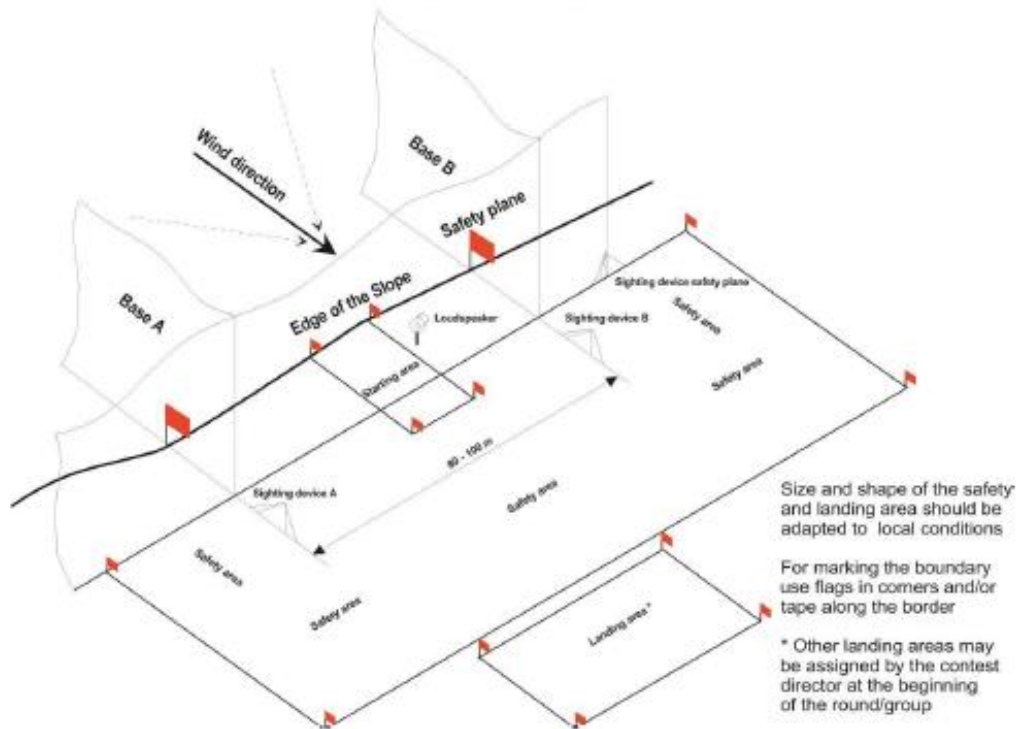 Wind direction
Base B
Safety plane
Base A
Edge of the Slope
Loudspeaker
Sighting device safety plane
Safety area
Sighting device B
Safety area
Starting area
80 - 100 m
Sighting device A
Safety area
Safety area
Safety area
Landing area *
Size and shape of the safety
and landing area should be
adapted to local conditions
For marking the boundary
use flags in corners and/or
tape along the border
* Other landing areas may
be assigned by the contest
director at the beginning
of the round/group